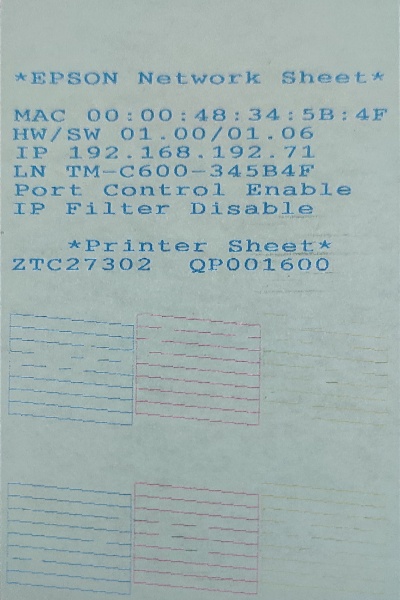 *EPSON Network Sheet*
MAC 00:00:48:34:5B:4F
HW/SW 01.00/01.06
IP 192.168.192.71
LN TM-C600-345B4F
Port Control Enable
IP Filter Disable
*Printer Sheet*
ZTC27302 QP001600